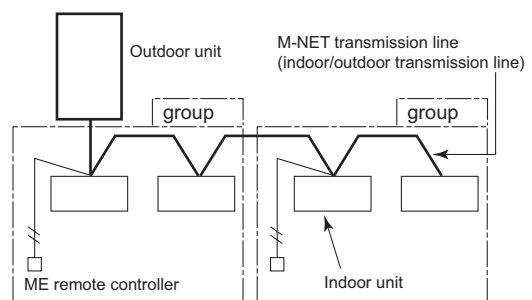 Outdoor unit
M-NET transmission line
(indoor/outdoor transmission line)
group
group
ME remote controller
Indoor unit